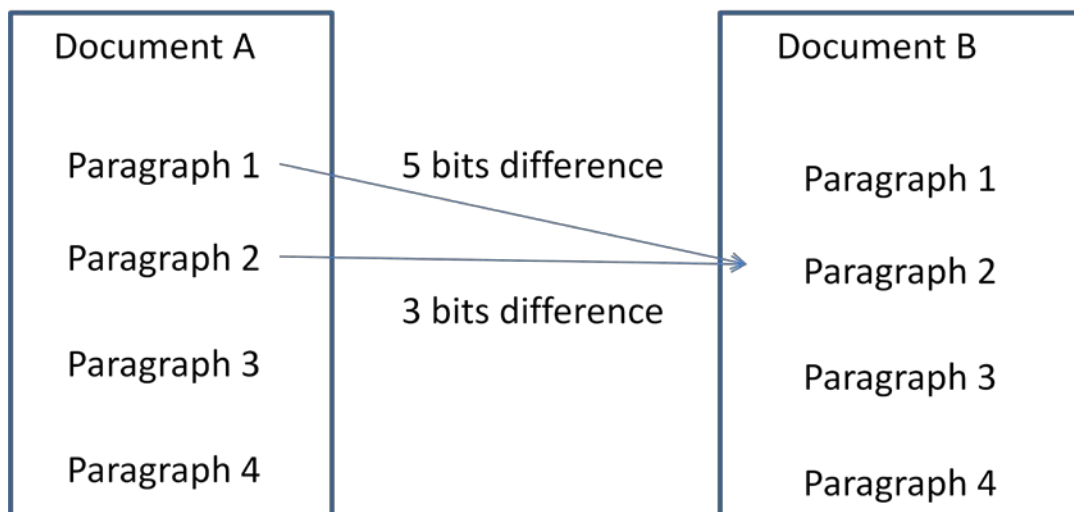 Document A
Paragraph 1
Paragraph 2
Paragraph 3
Paragraph 4
5 bits difference
3 bits difference
Document B
Paragraph 1
Paragraph 2
Paragraph 3
Paragraph 4